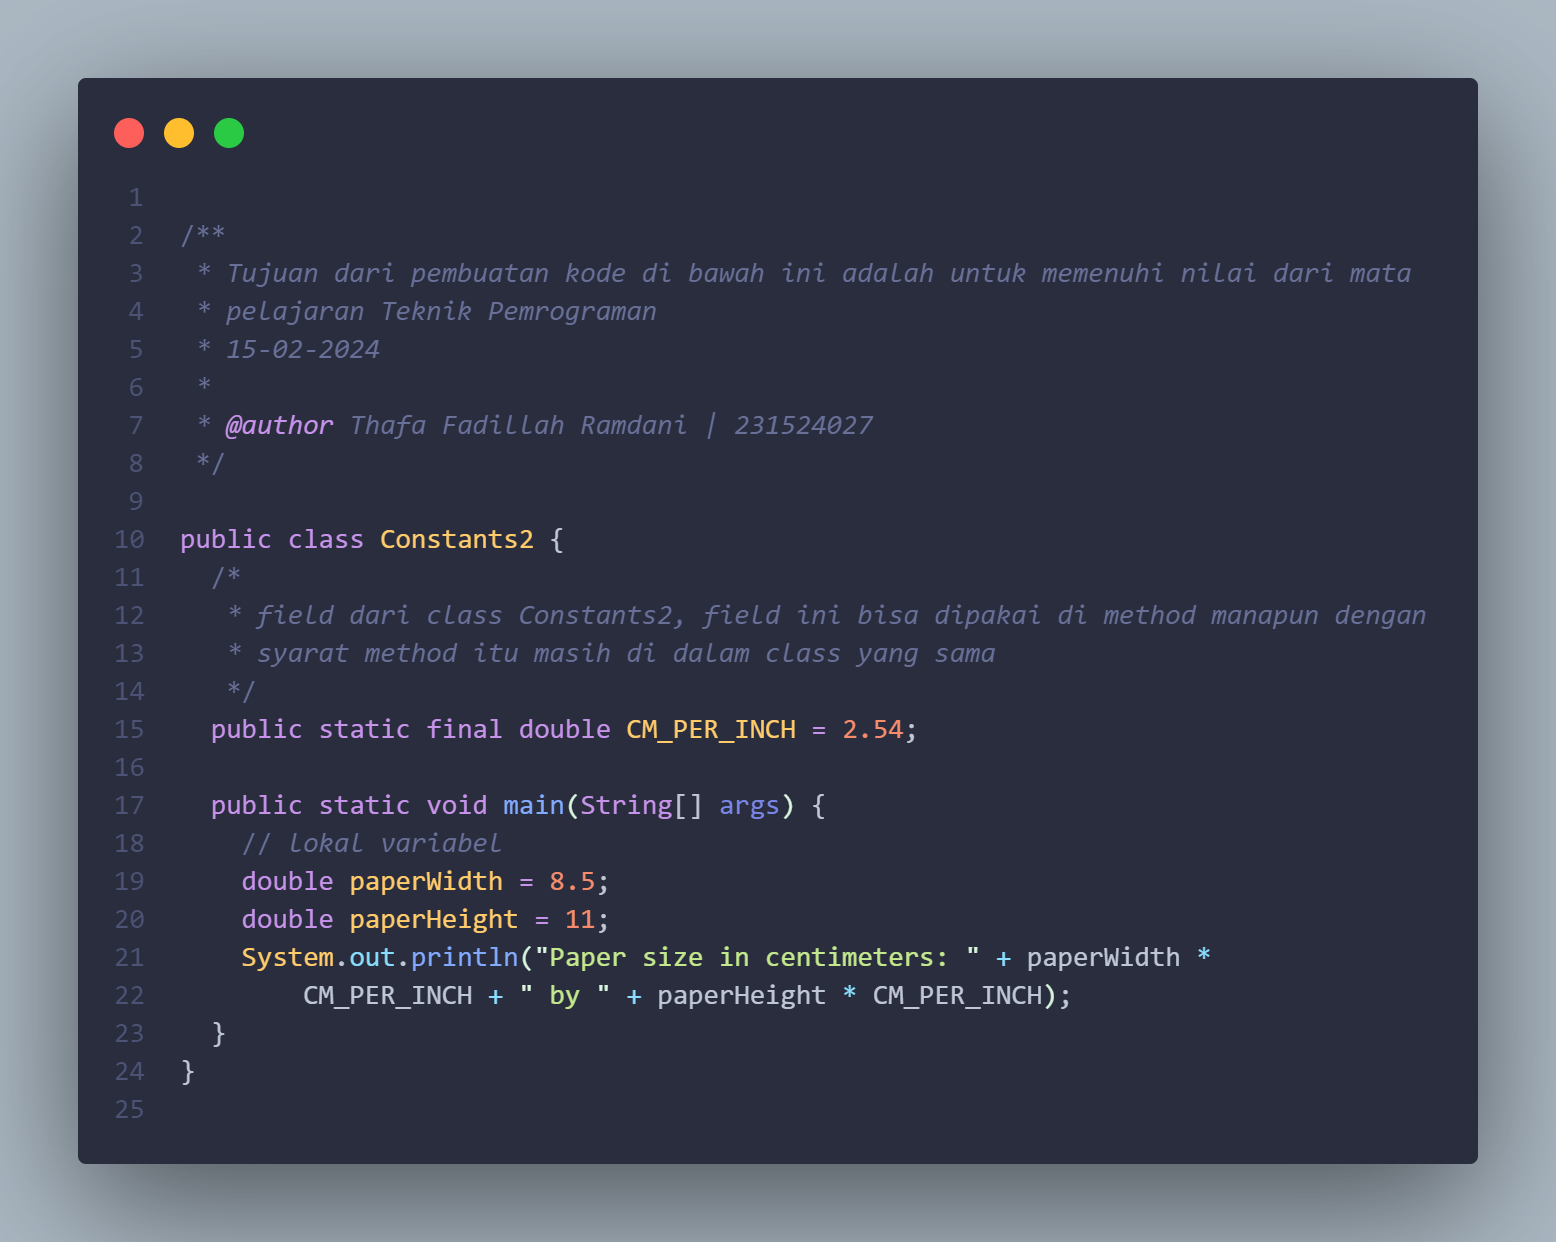 1
2 /**
3  * Tujuan dari pembuatan kode di bawah ini adalah untuk memenuhi nilai dari mata
4  * pelajaran Teknik Pemrograman
5  * 15-02-2024
6  *
7  * @author Thafa Fadillah Ramdani | 231524027
8  */
9
10 public class Constants2 {
11   /*
12    * field dari class Constants2, field ini bisa dipakai di method manapun dengan
13    * syarat method itu masih di dalam class yang sama
14    */
15   public static final double CM_PER_INCH = 2.54;
16
17   public static void main(String[] args) {
18     // lokal variabel
19     double paperWidth = 8.5;
20     double paperHeight = 11;
21     System.out.println("Paper size in centimeters: " + paperWidth *
22         CM_PER_INCH + " by " + paperHeight * CM_PER_INCH);
23   }
24 }
25